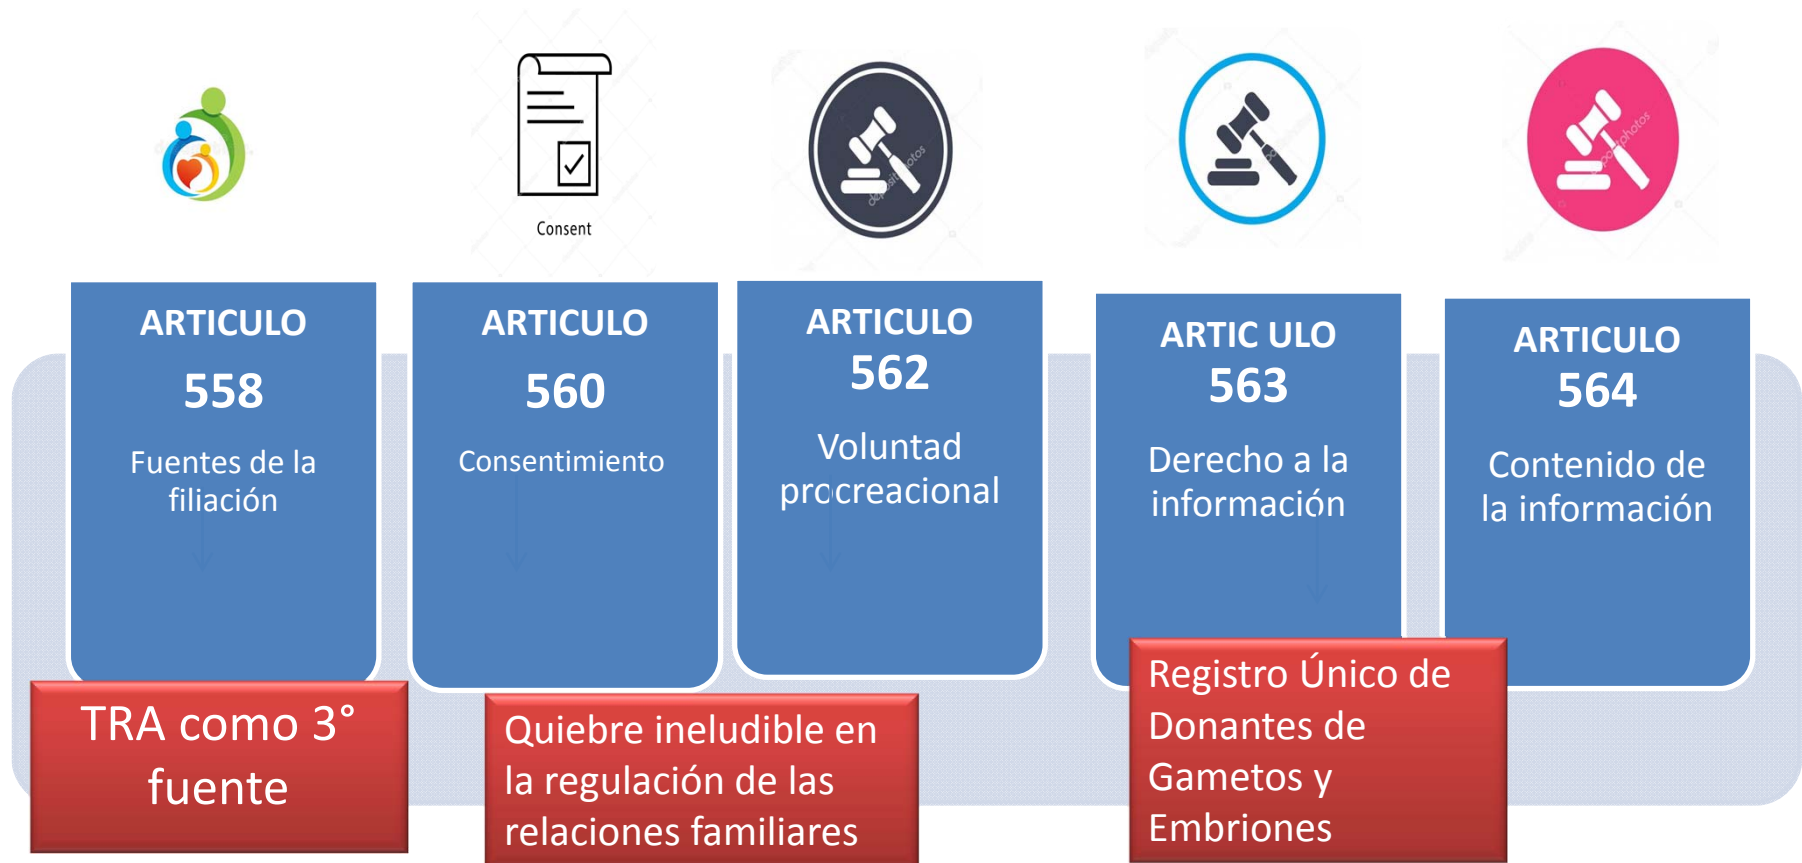 Consent
depositphotos
depositphotos
ARTICULO
558
Fuentes de la
filiación
ARTICULO
560
Consentimiento
ARTICULO
562
Voluntad
procreacional
ARTIC ULO
563
Derecho a la
información
ARTICULO
564
Contenido de
la información
TRA como 3°
fuente
Quiebre ineludible en
la regulación de las
relaciones familiares
Registro Único de
Donantes de
Gametos y
Embriones